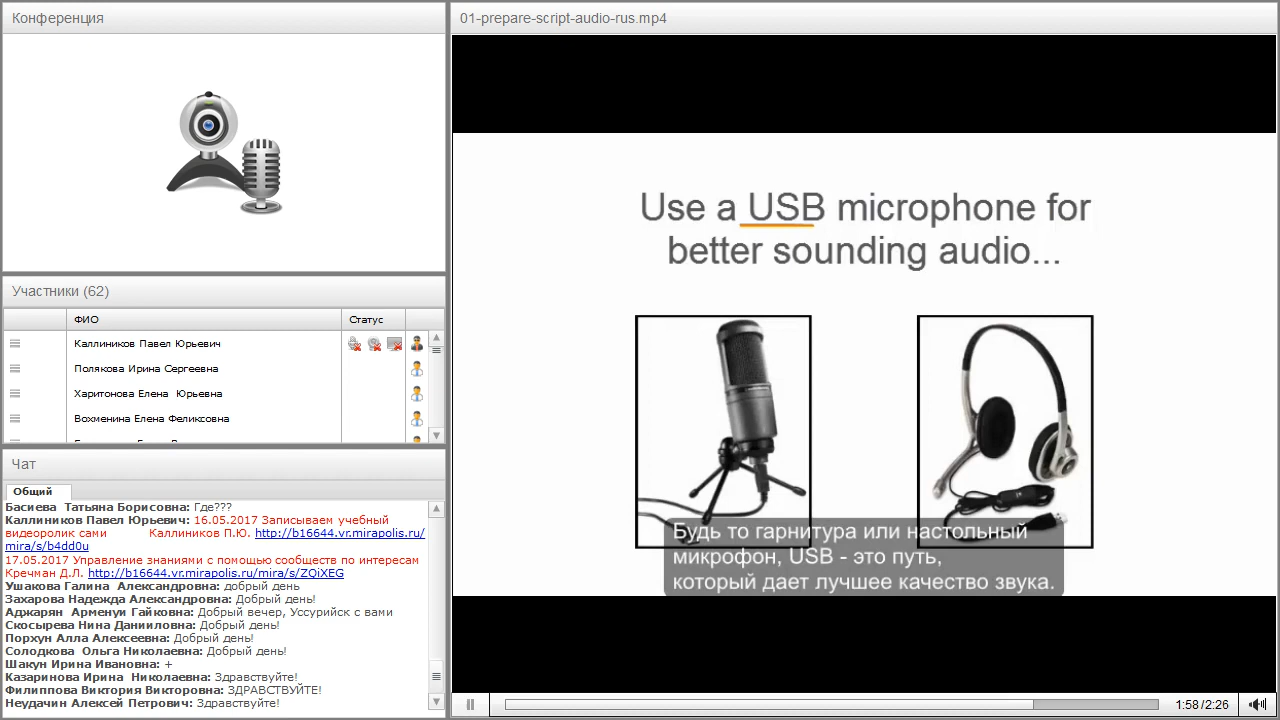 Конференция
Участники (62)
ФИО
Статус
Каллиников Павел Юрьевич
Полякова Ирина Сергеевна
Харитонова Елена Юрьевна
Вохменина Елена Феликсовна
Чат
Общий
Басиева Татьяна Борисовна: Где???
Каллиников Павел Юрьевич: 16.05.2017 Записываем учебный
видеоролик сами Каллиников П.Ю. http://b16644.vr.mirapolis.ru/
mira/s/b4dd0u
17.05.2017 Управление знаниями с помощью сообществ по интересам
Кречман Д.Л. http://b16644.vr.mirapolis.ru/mira/s/ZQiXEG
Ушакова Галина Александровна: добрый день
Захарова Надежда Александровна: Добрый день!
Аджарян Арменуи Гайковна: Добрый вечер, Уссурийск с вами
Скосырева Нина Данииловна: Добрый день!
Порхун Алла Алексеевна: Добрый день!
Солодкова Ольга Николаевна: Добрый день!
Шакун Ирина Ивановна: +
Казаринова Ирина Николаевна: Здравствуйте!
Филиппова Виктория Викторовна: ЗДРАВСТВУЙТЕ!
Неудачин Алексей Петрович: Здравствуйте!
01-prepare-script-audio-rus.mp4
Use a USB microphone for
better sounding audio...
Будь то гарнитура или настольный
микрофон, USB - это путь,
который дает лучшее качество звука.
1:58/2:26